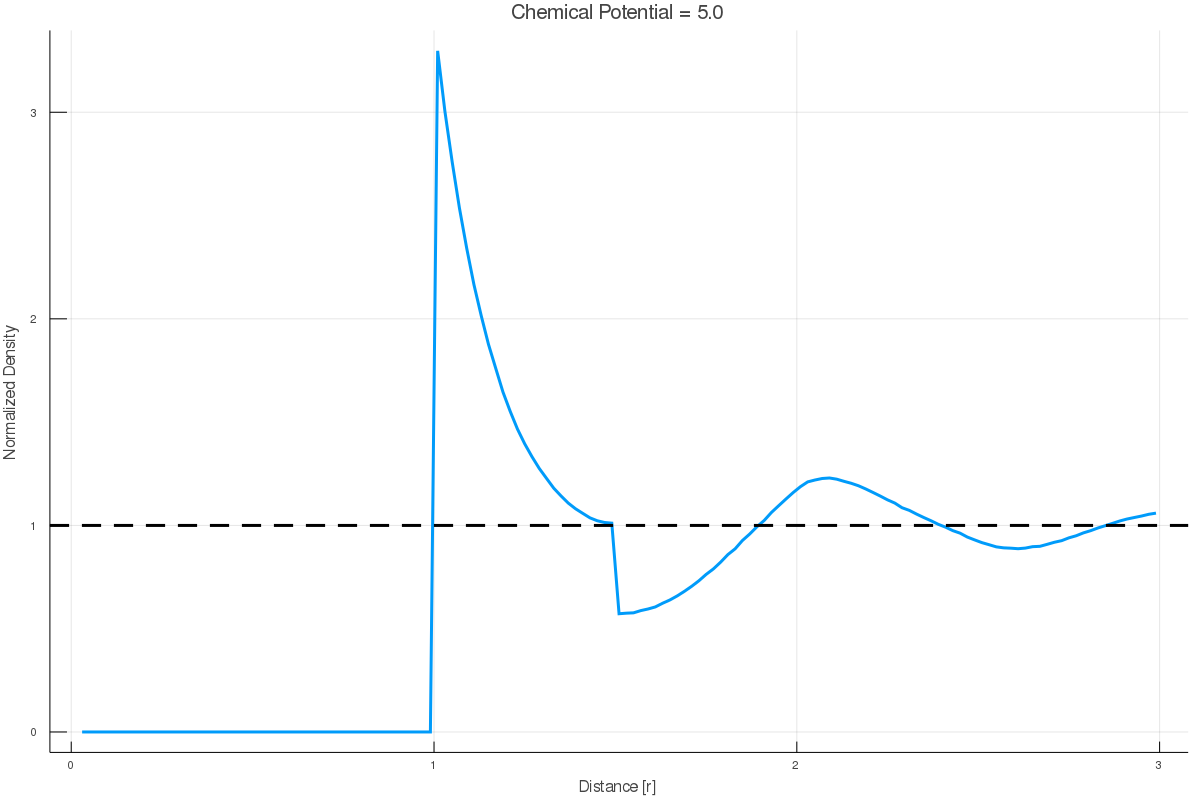 Chemical Potential = 5.0
Normalized Density
3
2
1
0
0
1
2
3
Distance [r]